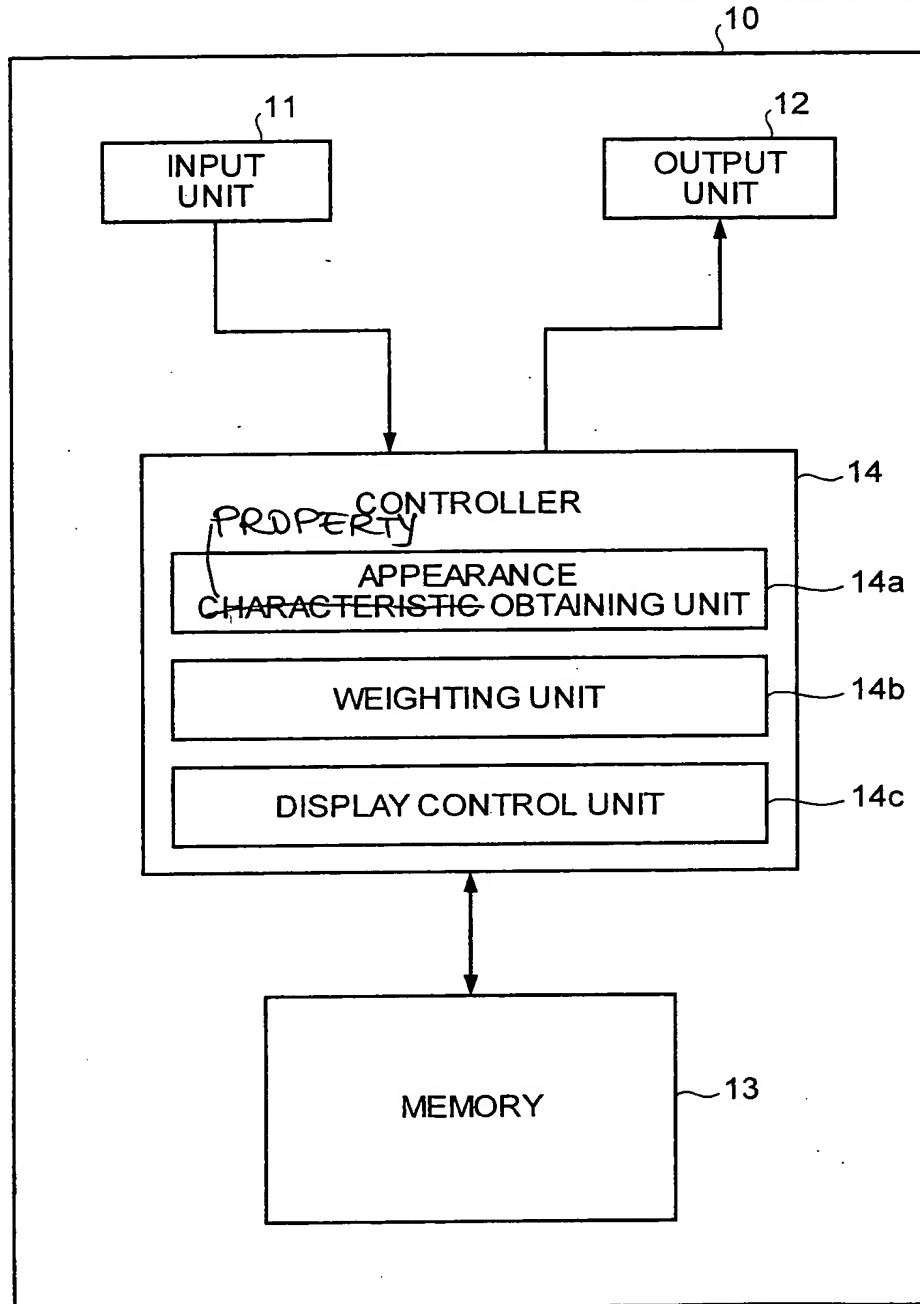 10
11
12
INPUT
UNIT
OUTPUT
UNIT
14
CONTROLLER
PROPERTY
APPEARANCE
CHARACTERISTIC OBTAINING UNIT
14a
WEIGHTING UNIT
14b
DISPLAY CONTROL UNIT
14c
MEMORY
13